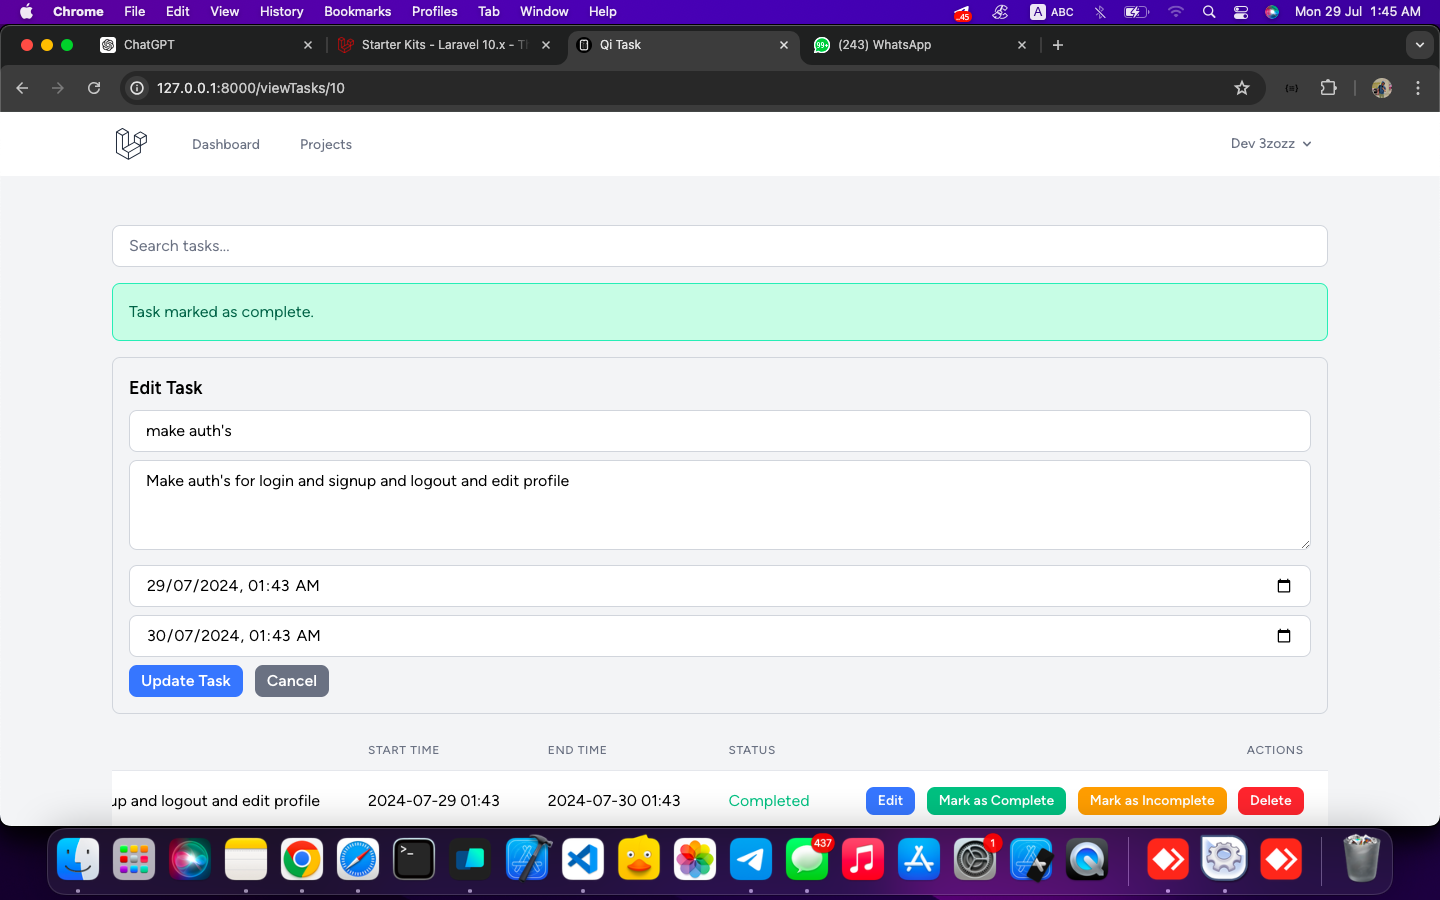 Chrome File Edit View History Bookmarks Profiles Tab Window Help .45 A ABC Mon 29 Jul 1:45 AM
ChatGPT Starter Kits - Laravel 10.x - Th Qi Task 99+ (243) WhatsApp
127.0.0.1:8000/viewTasks/10
Dashboard Projects Dev 3zozz
Search tasks...
Task marked as complete.
Edit Task
make auth's
Make auth's for login and signup and logout and edit profile
29/07/2024, 01:43 AM
30/07/2024, 01:43 AM
Update Task Cancel
START TIME END TIME STATUS ACTIONS
up and logout and edit profile 2024-07-29 01:43 2024-07-30 01:43 Completed Edit Mark as Complete Mark as Incomplete Delete
437 1